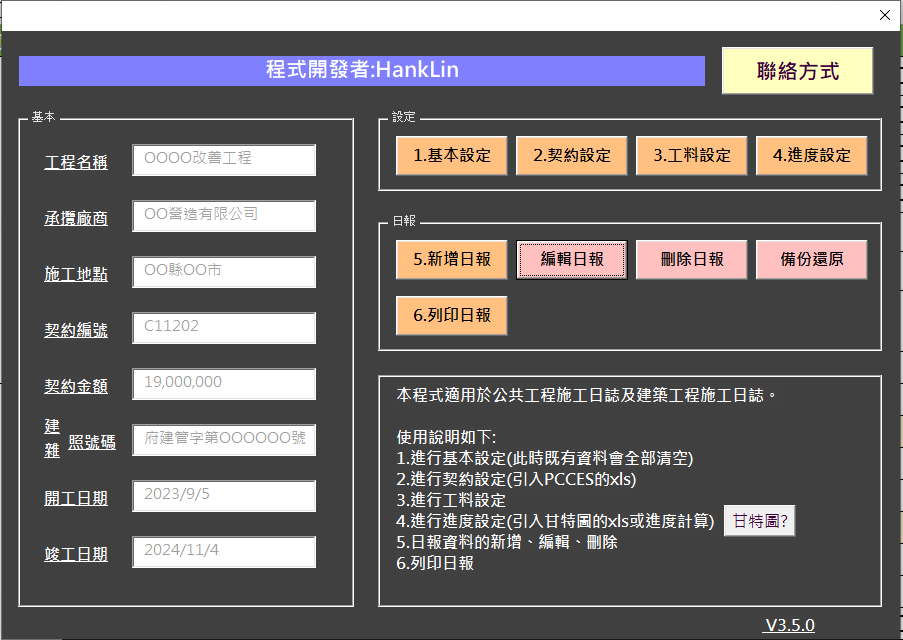 程式開發者:HankLin
聯絡方式
基本
工程名稱
OOOO改善工程
承攬廠商
OO營造有限公司
施工地點
OO縣OO市
契約編號
C11202
契約金額
19,000,000
建
雜
照號碼
府建管字第OOOOOO號
開工日期
2023/9/5
竣工日期
2024/11/4
設定
1.基本設定
2.契約設定
3.工料設定
4.進度設定
日報
5.新增日報
編輯日報
刪除日報
備份還原
6.列印日報
本程式適用於公共工程施工日誌及建築工程施工日誌。
使用說明如下:
1.進行基本設定(此時既有資料會全部清空)
2.進行契約設定(引入PCCES的xls)
3.進行工料設定
4.進行進度設定(引入甘特圖的xls或進度計算)
甘特圖?
5.日報資料的新增、編輯、刪除
6.列印日報
V3.5.0